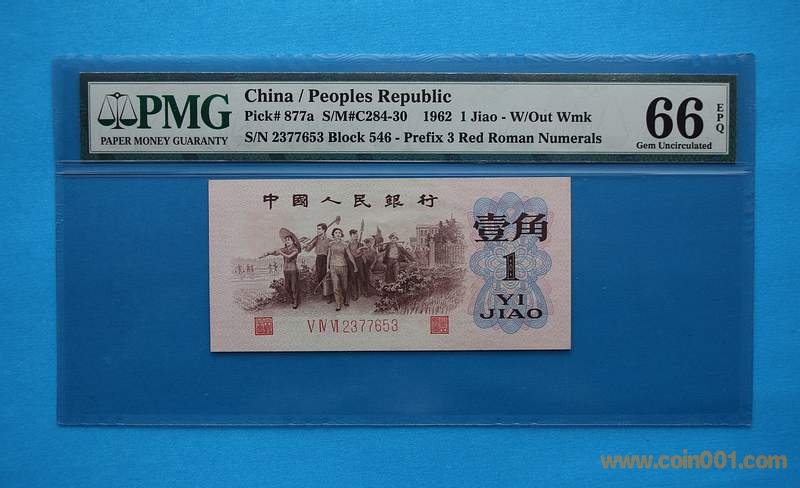 PMG
PAPER MONEY GUARANTY
China / Peoples Republic
Pick# 877a S/M#C284-30 1962 1 Jiao - W/Out Wmk
S/N 2377653 Block 546 - Prefix 3 Red Roman Numerals
66
EPQ
Gem Uncirculated
中國人民銀行
壹角
1
YI
JIAO
V IV VI 2377653
www.coin001.com